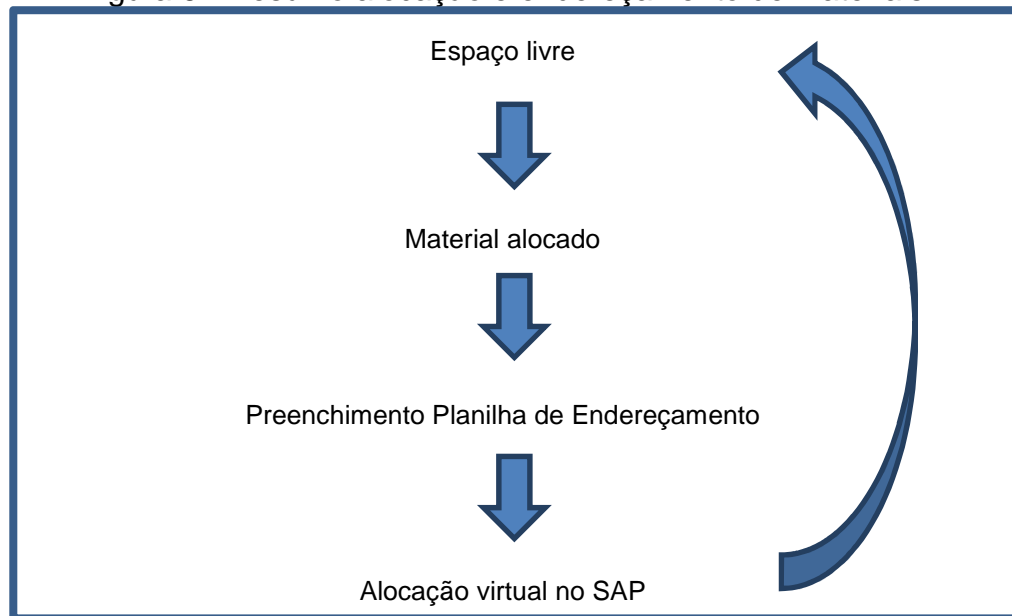 Espaço livre
Material alocado
Preenchimento Planilha de Endereçamento
Alocação virtual no SAP